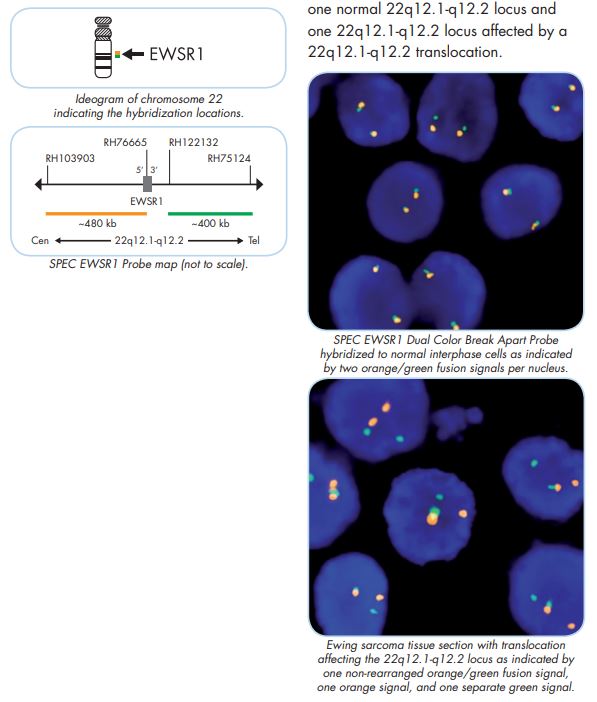 EWSR1
Ideogram of chromosome 22
indicating the hybridization locations.
RH76665
RH122132
RH103903
RH75124
5'
3'
EWSR1
~480 kb
~400 kb
Cen
22q12.1-q12.2
Tel
SPEC EWSR1 Probe map (not to scale).
one normal 22q12.1-q12.2 locus and
one 22q12.1-q12.2 locus affected by a
22q12.1-q12.2 translocation.
SPEC EWSR1 Dual Color Break Apart Probe
hybridized to normal interphase cells as indicated
by two orange/green fusion signals per nucleus.
Ewing sarcoma tissue section with translocation
affecting the 22q12.1-q12.2 locus as indicated by
one non-rearranged orange/green fusion signal,
one orange signal, and one separate green signal.